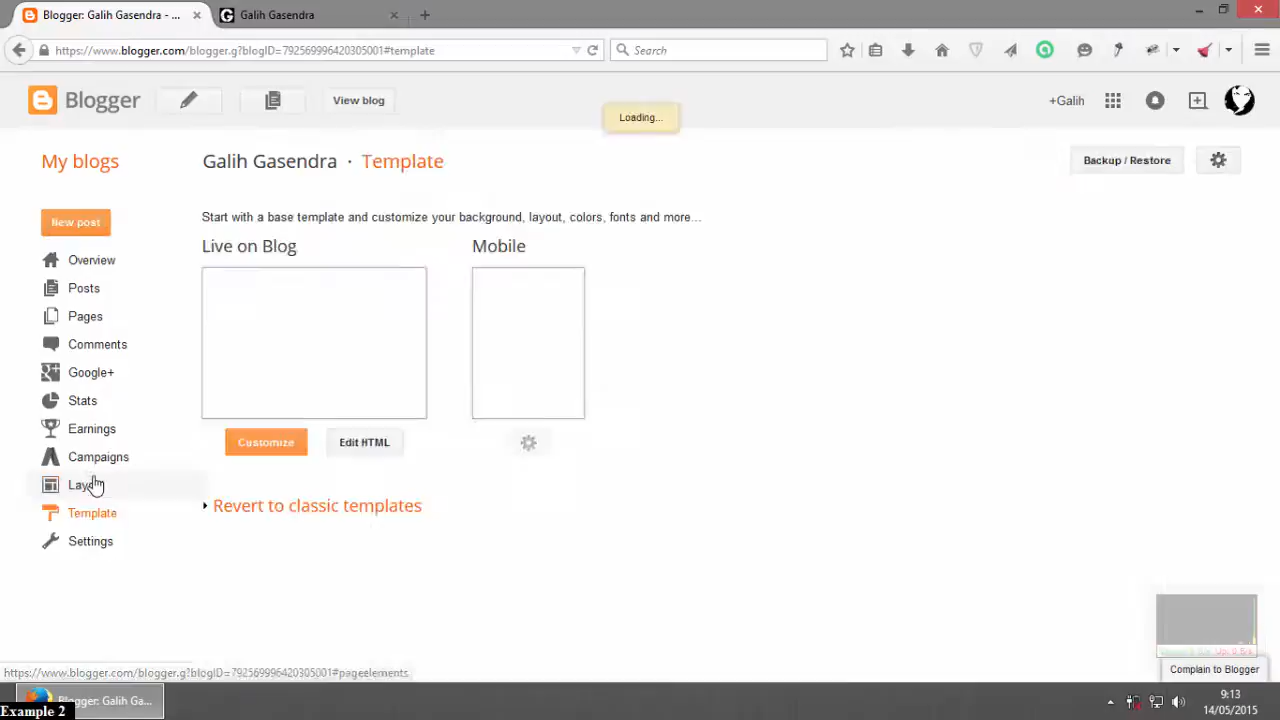 Blogger: Galih Gasendra - ...
Galih Gasendra
https://www.blogger.com/blogger.g?blogID=792569996420305001#template
Search
Blogger
View blog
Loading...
+Galih
My blogs
Galih Gasendra · Template
Backup / Restore
New post
Start with a base template and customize your background, layout, colors, fonts and more...
Live on Blog
Mobile
Overview
Posts
Pages
Comments
Google+
Stats
Earnings
Campaigns
Template
Settings
Customize
Edit HTML
Revert to classic templates
https://www.blogger.com/blogger.g?blogID=792569996420305001#pageelements
Complain to Blogger
Blogger: Galih Ga...
Example 2
9:13
14/05/2015